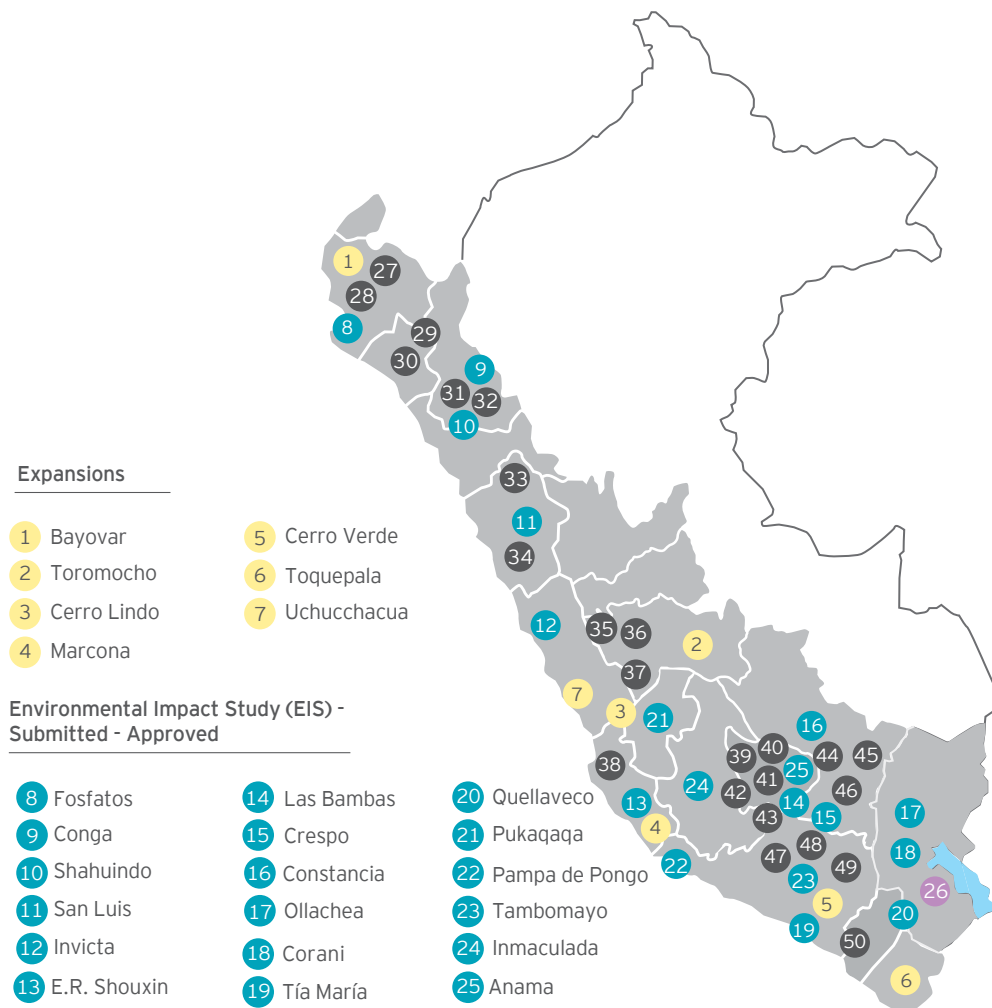 1
27
28
8
29
30
9
31
32
10
33
11
34
12
35
36
2
37
7
3
21
38
16
39
40
44
45
25
41
24
42
14
46
13
43
15
17
4
48
47
49
18
22
23
26
5
20
19
50
6
Expansions
1 Bayovar
2 Toromocho
3 Cerro Lindo
4 Marcona
5 Cerro Verde
6 Toquepala
7 Uchucchacua
Environmental Impact Study (EIS) -
Submitted - Approved
8 Fosfatos
9 Conga
10 Shahuindo
11 San Luis
12 Invicta
13 E.R. Shouxin
14 Las Bambas
15 Crespo
16 Constancia
17 Ollachea
18 Corani
19 Tía María
20 Quellaveco
21 Pukaqaqa
22 Pampa de Pongo
23 Tambomayo
24 Inmaculada
25 Anama